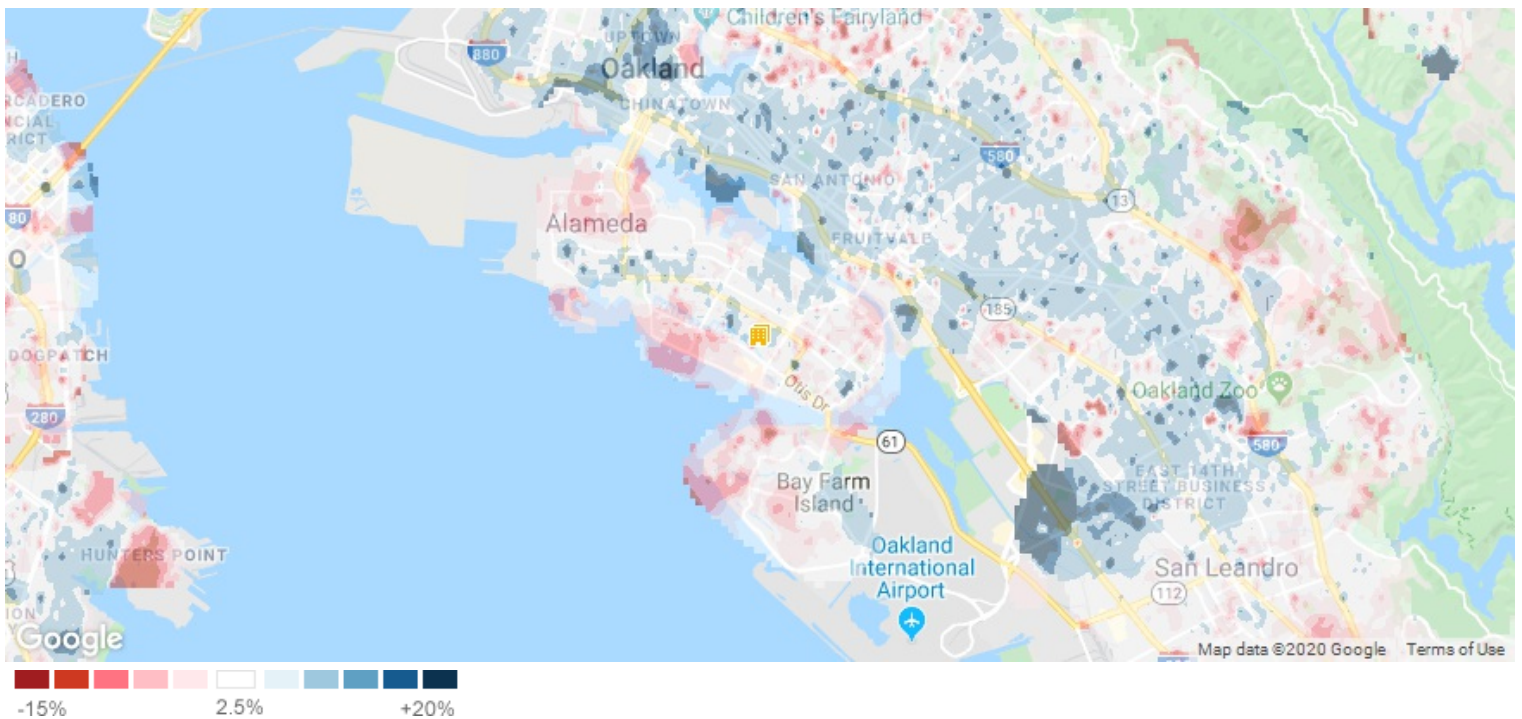 Children's Fairyland
UPTOWN
880
Oakland
CHINATOWN
RCADERO
NCIAL
RICT
580
SAN ANTONIO
13
80
Alameda
FRUITVALE
O
185
DOGPATCH
Otis Dr
Oakland Zoo
280
61
580
EAST 14TH
STREET BUSINESS
DISTRICT
Bay Farm
Island
HUNTERS POINT
Oakland
International
Airport
San Leandro
112
ION
Google
Map data ©2020 Google
Terms of Use
-15%
2.5%
+20%